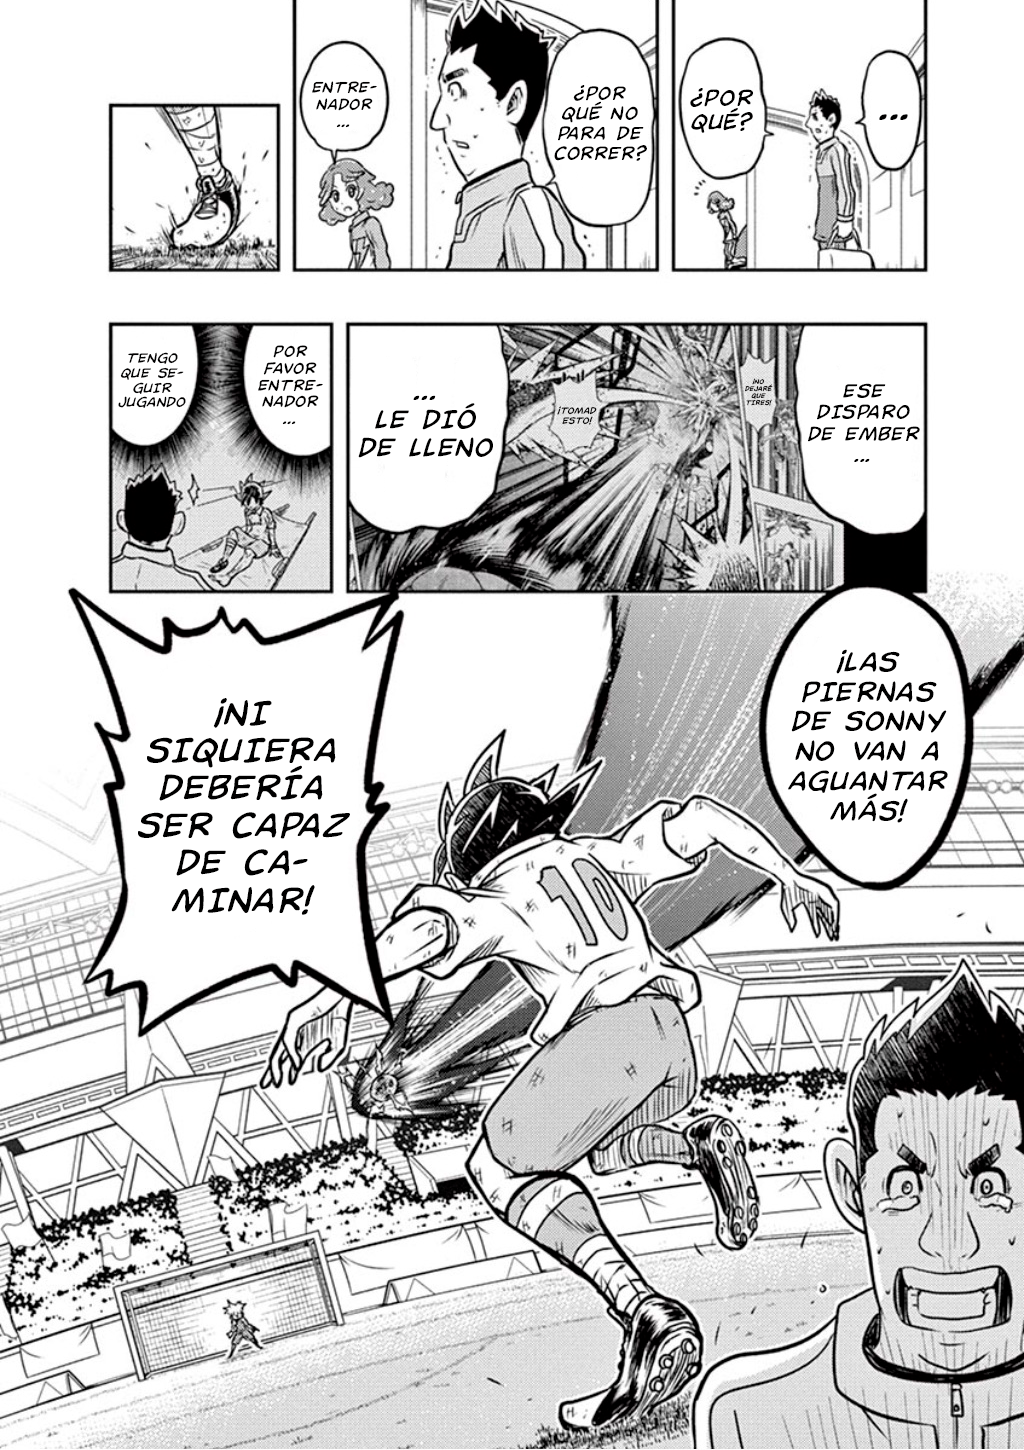 ...
¿POR
QUÉ?
¿POR
QUÉ NO
PARA DE
CORRER?
ENTRE-
NADOR
...
ESE
DISPARO
DE EMBER
...
¡NO
DEJARÉ
QUE
TIRES!
¡TOMAD
ESTO!
...
LE DIÓ
DE LLENO
POR
FAVOR
ENTRE-
NADOR
...
TENGO
QUE SE-
GUIR
JUGANDO
¡LAS
PIERNAS
DE SONNY
NO VAN A
AGUANTAR
MÁS!
¡NI
SIQUIERA
DEBERÍA
SER CAPAZ
DE CA-
MINAR!
10